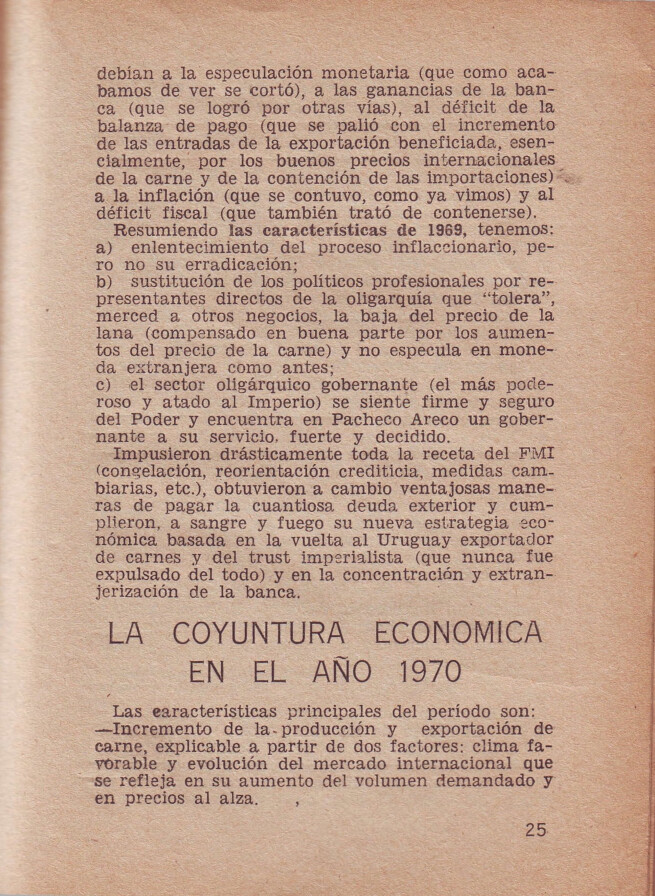 debían a la especulación monetaria (que como aca-
bamos de ver se cortó), a las ganancias de la ban-
ca (que se logró por otras vías), al déficit de la
balanza de pago (que se palió con el incremento
de las entradas de la exportación beneficiada, esen-
cialmente, por los buenos precios internacionales
de la carne y de la contención de las importaciones)
a la inflación (que se contuvo, como ya vimos) y al
déficit fiscal (que también trató de contenerse).
Resumiendo las características de 1969, tenemos:
a) enlentecimiento del proceso inflaccionario, pe-
ro no su erradicación;
b) sustitución de los políticos profesionales por re-
presentantes directos de la oligarquía que "tolera",
merced a otros negocios, la baja del precio de la
lana (compensado en buena parte por los aumen-
tos del precio de la carne) y no especula en mone-
da extranjera como antes;
c) el sector oligárquico gobernante (el más pode-
roso y atado al Imperio) se siente firme y seguro
del Poder y encuentra en Pacheco Areco un gober-
nante a su servicio, fuerte y decidido.
Impusieron drásticamente toda la receta del FMI
(congelación, reorientación crediticia, medidas cam-
biarias, etc.), obtuvieron a cambio ventajosas mane-
ras de pagar la cuantiosa deuda exterior y cum-
plieron, a sangre y fuego su nueva estrategia eco-
nómica basada en la vuelta al Uruguay exportador
de carnes y del trust imperialista (que nunca fue
expulsado del todo) y en la concentración y extran-
jerización de la banca.
LA COYUNTURA ECONOMICA
EN EL AÑO 1970
Las características principales del período son:
—Incremento de la producción y exportación de
carne, explicable a partir de dos factores: clima fa-
vorable y evolución del mercado internacional que
se refleja en su aumento del volumen demandado y
en precios al alza.
25